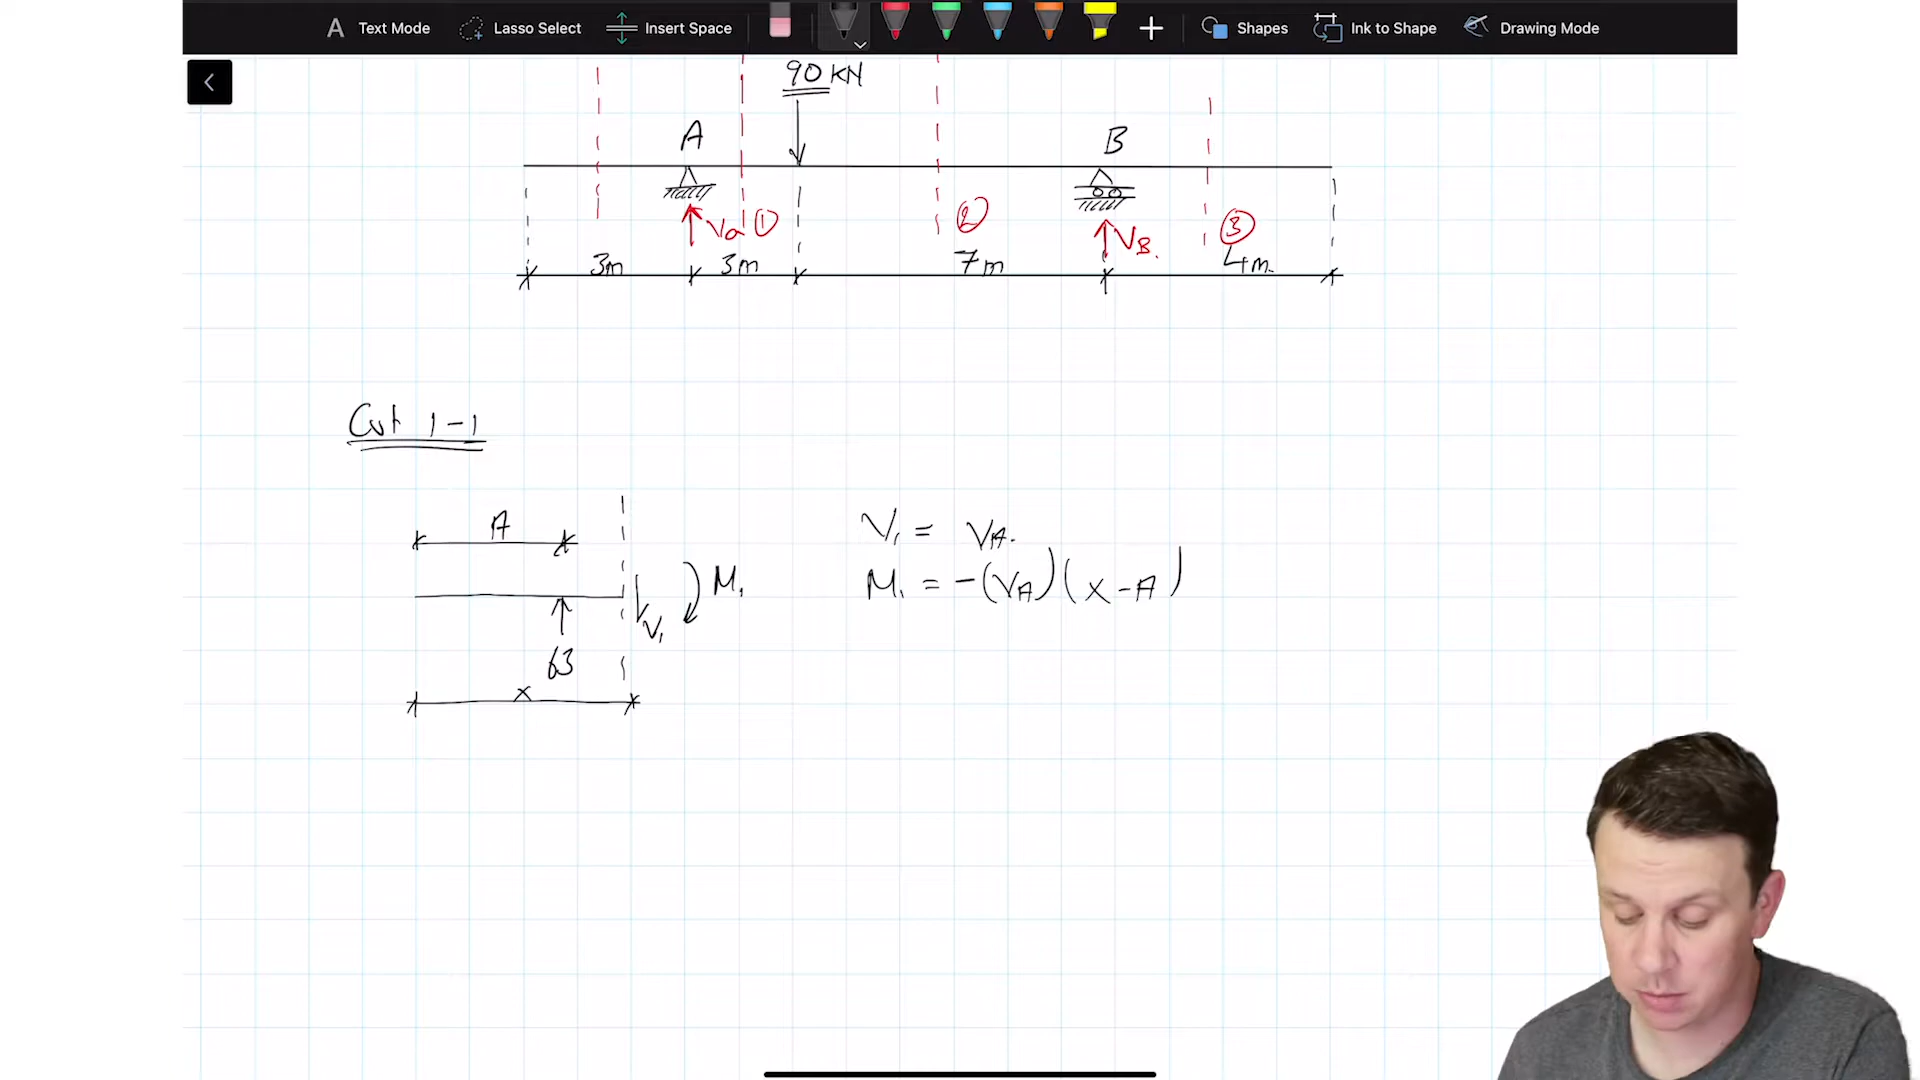 A Text Mode Lasso Select Insert Space + Shapes Ink to Shape Drawing Mode
90 KN
A B
Va ① ② VB. ③
3m 3m 7m 4m.
Cut 1-1
A
V₁ = VA.
M₁
M₁ = -(VA)(x-A)
V₁
63
x